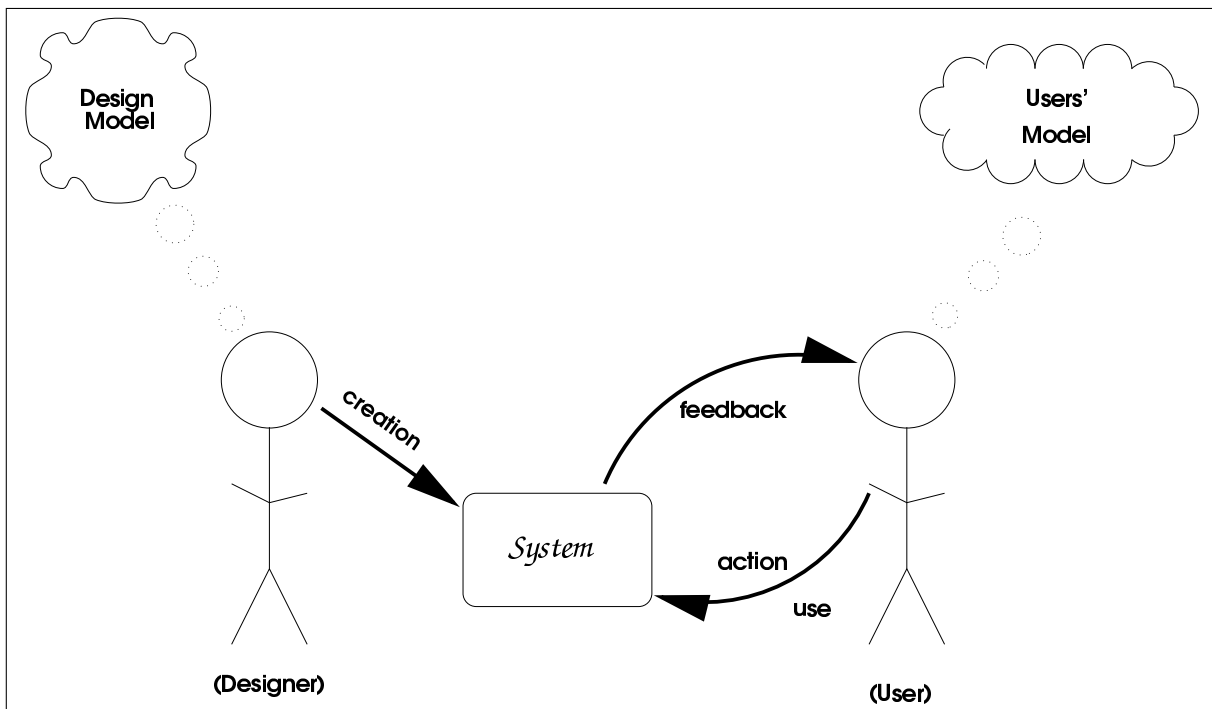 Design
Model
Users'
Model
creation
feedback
System
action
use
(Designer)
(User)